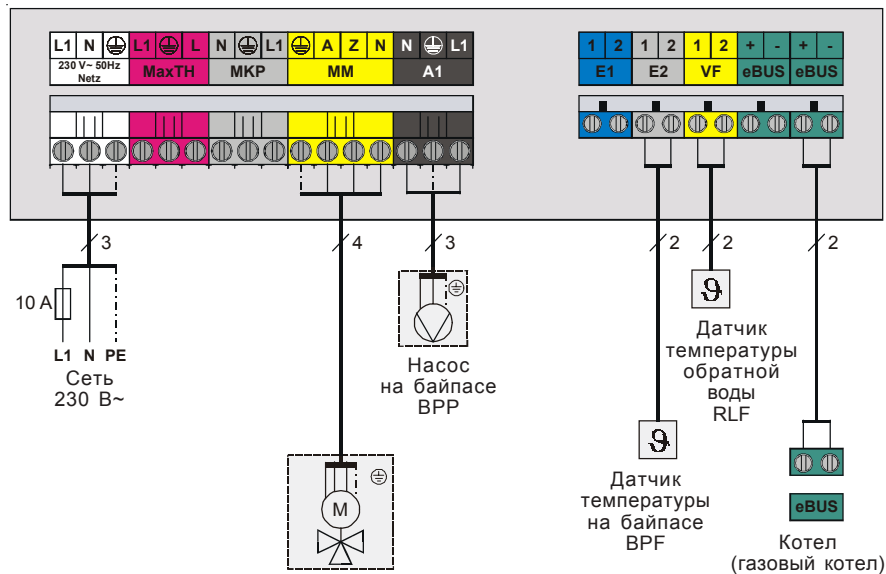 L1 N L1 L N L1 A Z N N L1
230 V~ 50Hz
Netz
MaxTH MKP MM A1
1 2 1 2 1 2 + - + -
E1 E2 VF eBUS eBUS
3 4 3 2 2 2
10 A
L1 N PE
Сеть
230 В~
Насос
на байпасе
BPP
M
ϑ
Датчик
температуры
обратной
воды
RLF
ϑ
Датчик
температуры
на байпасе
BPF
eBUS
Котел
(газовый котел)